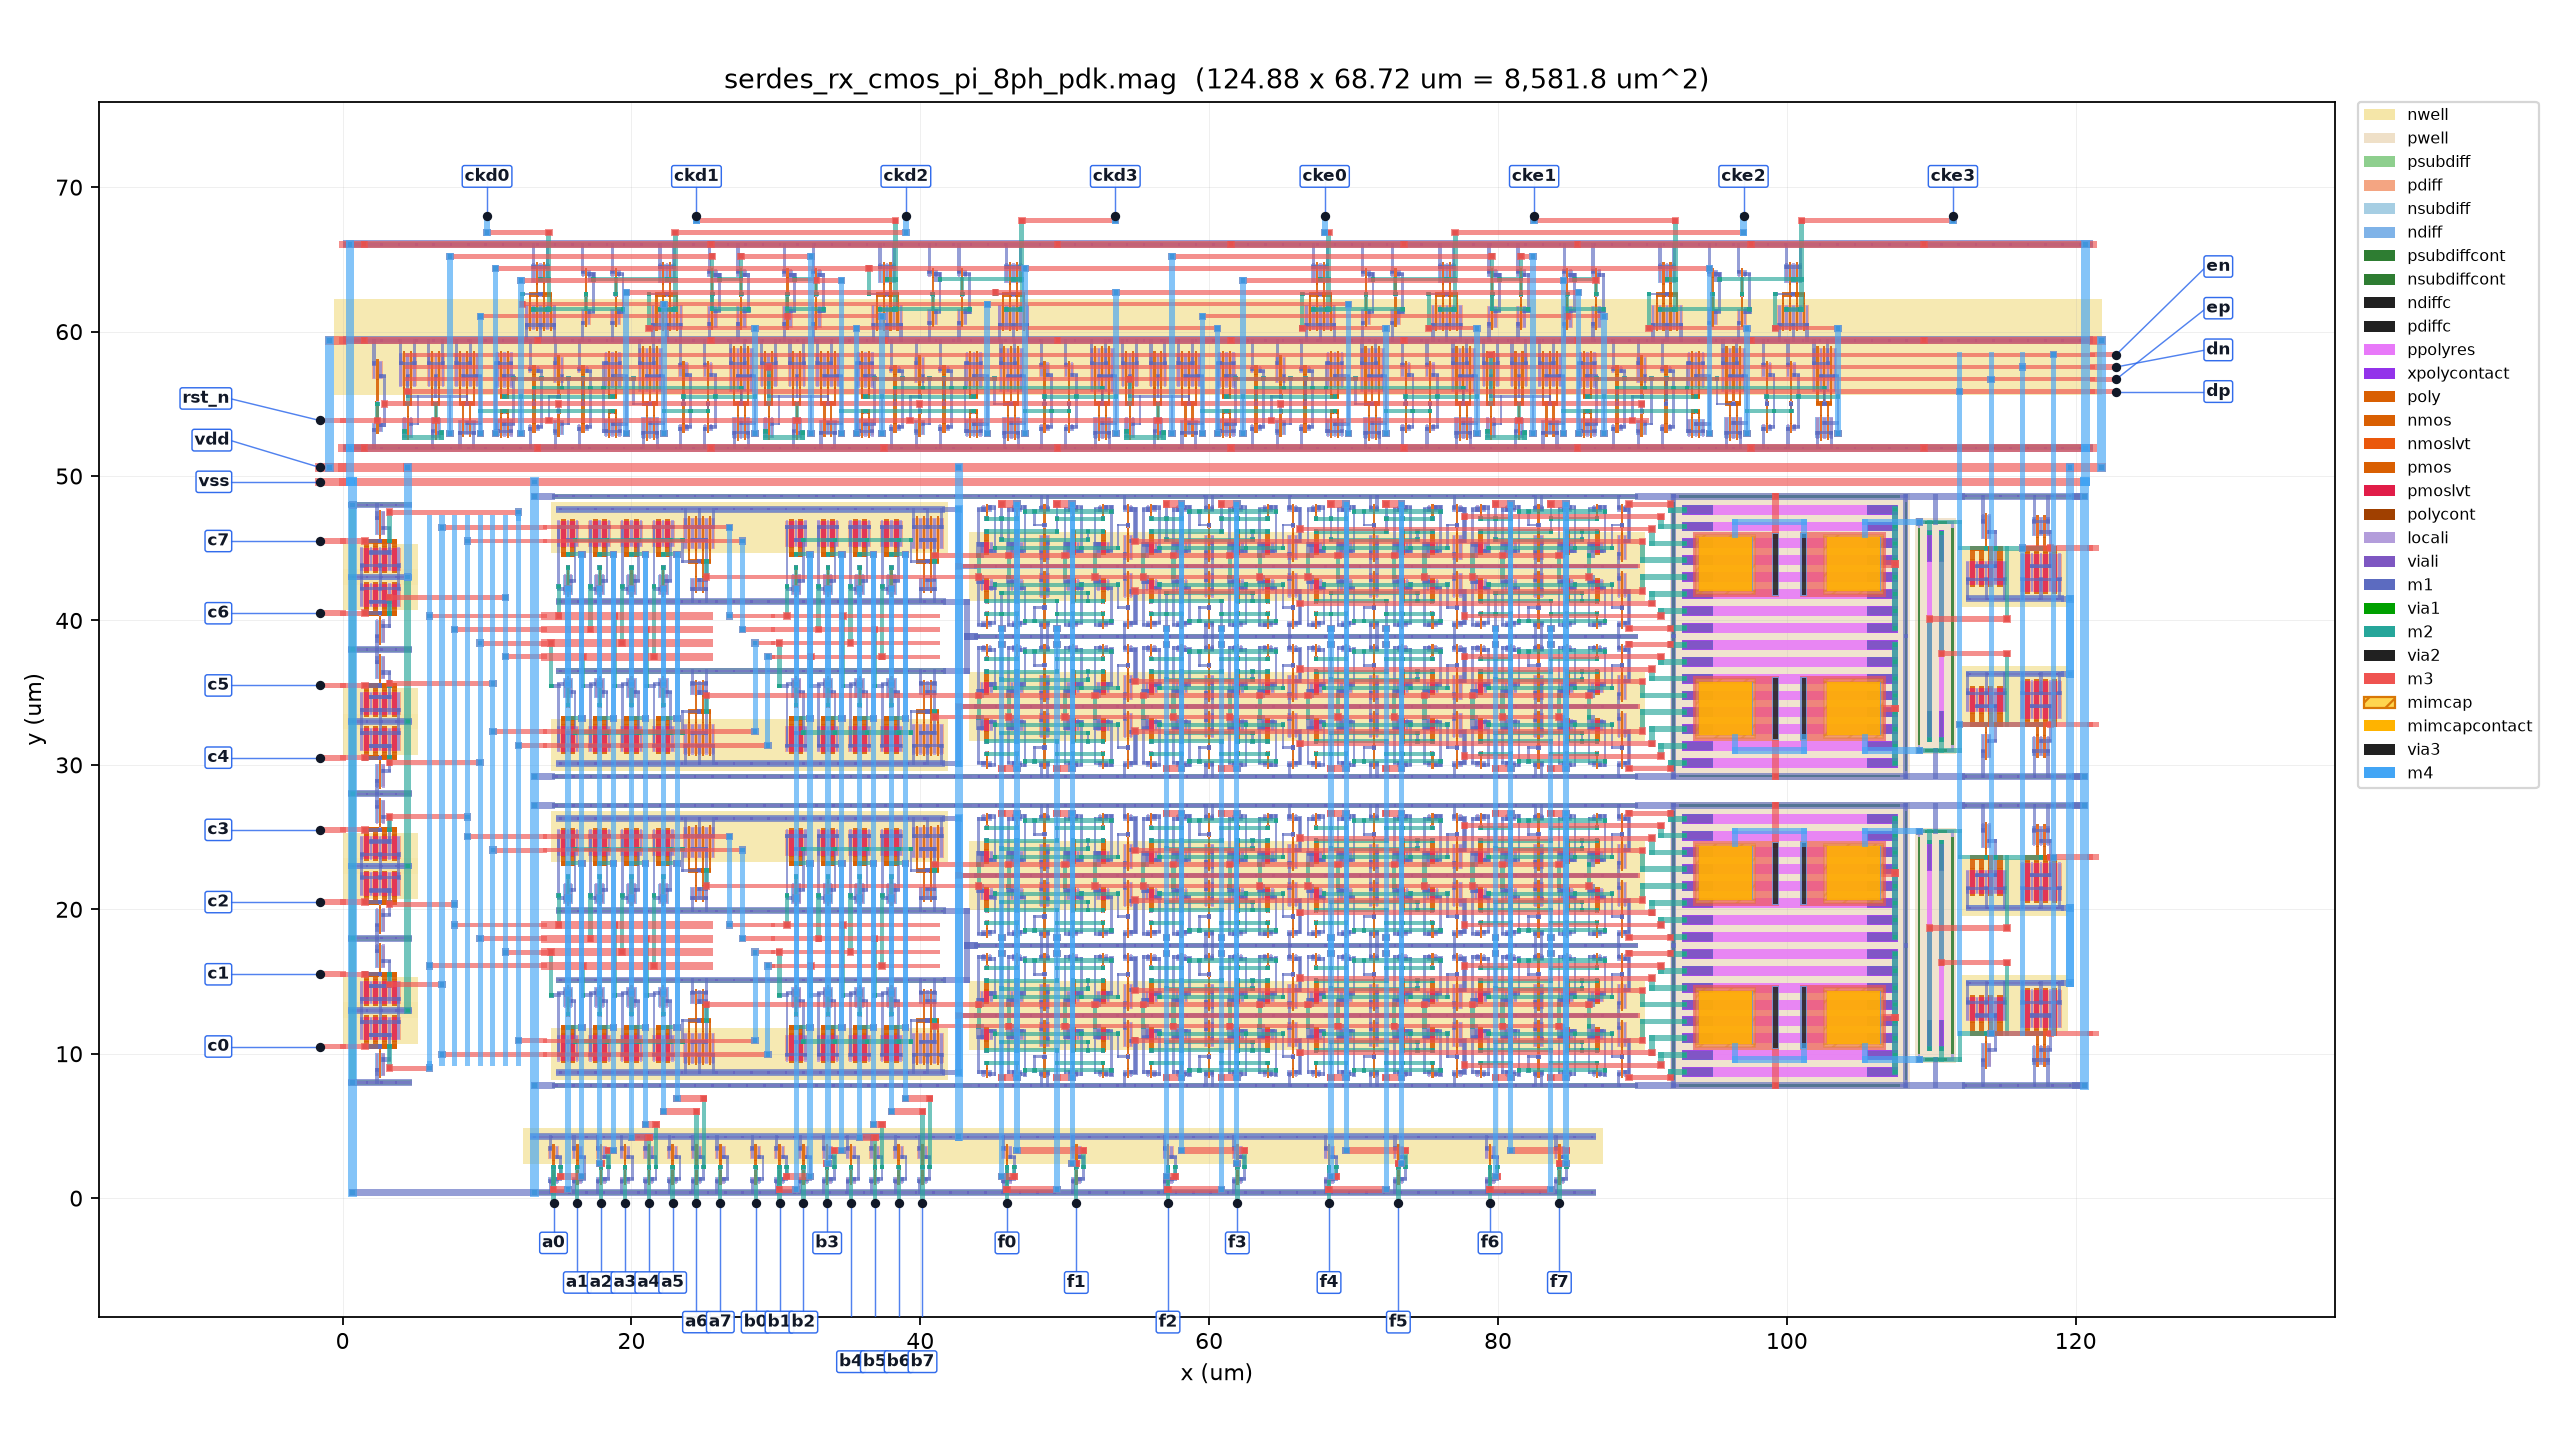 serdes_rx_cmos_pi_8ph_pdk.mag (124.88 x 68.72 um = 8,581.8 um^2)
ckd0 ckd1 ckd2 ckd3 cke0 cke1 cke2 cke3
en
ep
dn
dp
rst_n
vdd
vss
c7
c6
c5
c4
c3
c2
c1
c0
a0 b3 f0 f3 f6
a1 a2 a3 a4 a5 f1 f4 f7
a6 a7 b0 b1 b2 f2 f5
b4 b5 b6 b7
70
60
50
40
30
20
10
0
y (um)
0 20 40 60 80 100 120
x (um)
nwell
pwell
psubdiff
pdiff
nsubdiff
ndiff
psubdiffcont
nsubdiffcont
ndiffc
pdiffc
ppolyres
xpolycontact
poly
nmos
nmoslvt
pmos
pmoslvt
polycont
locali
viali
m1
via1
m2
via2
m3
mimcap
mimcapcontact
via3
m4